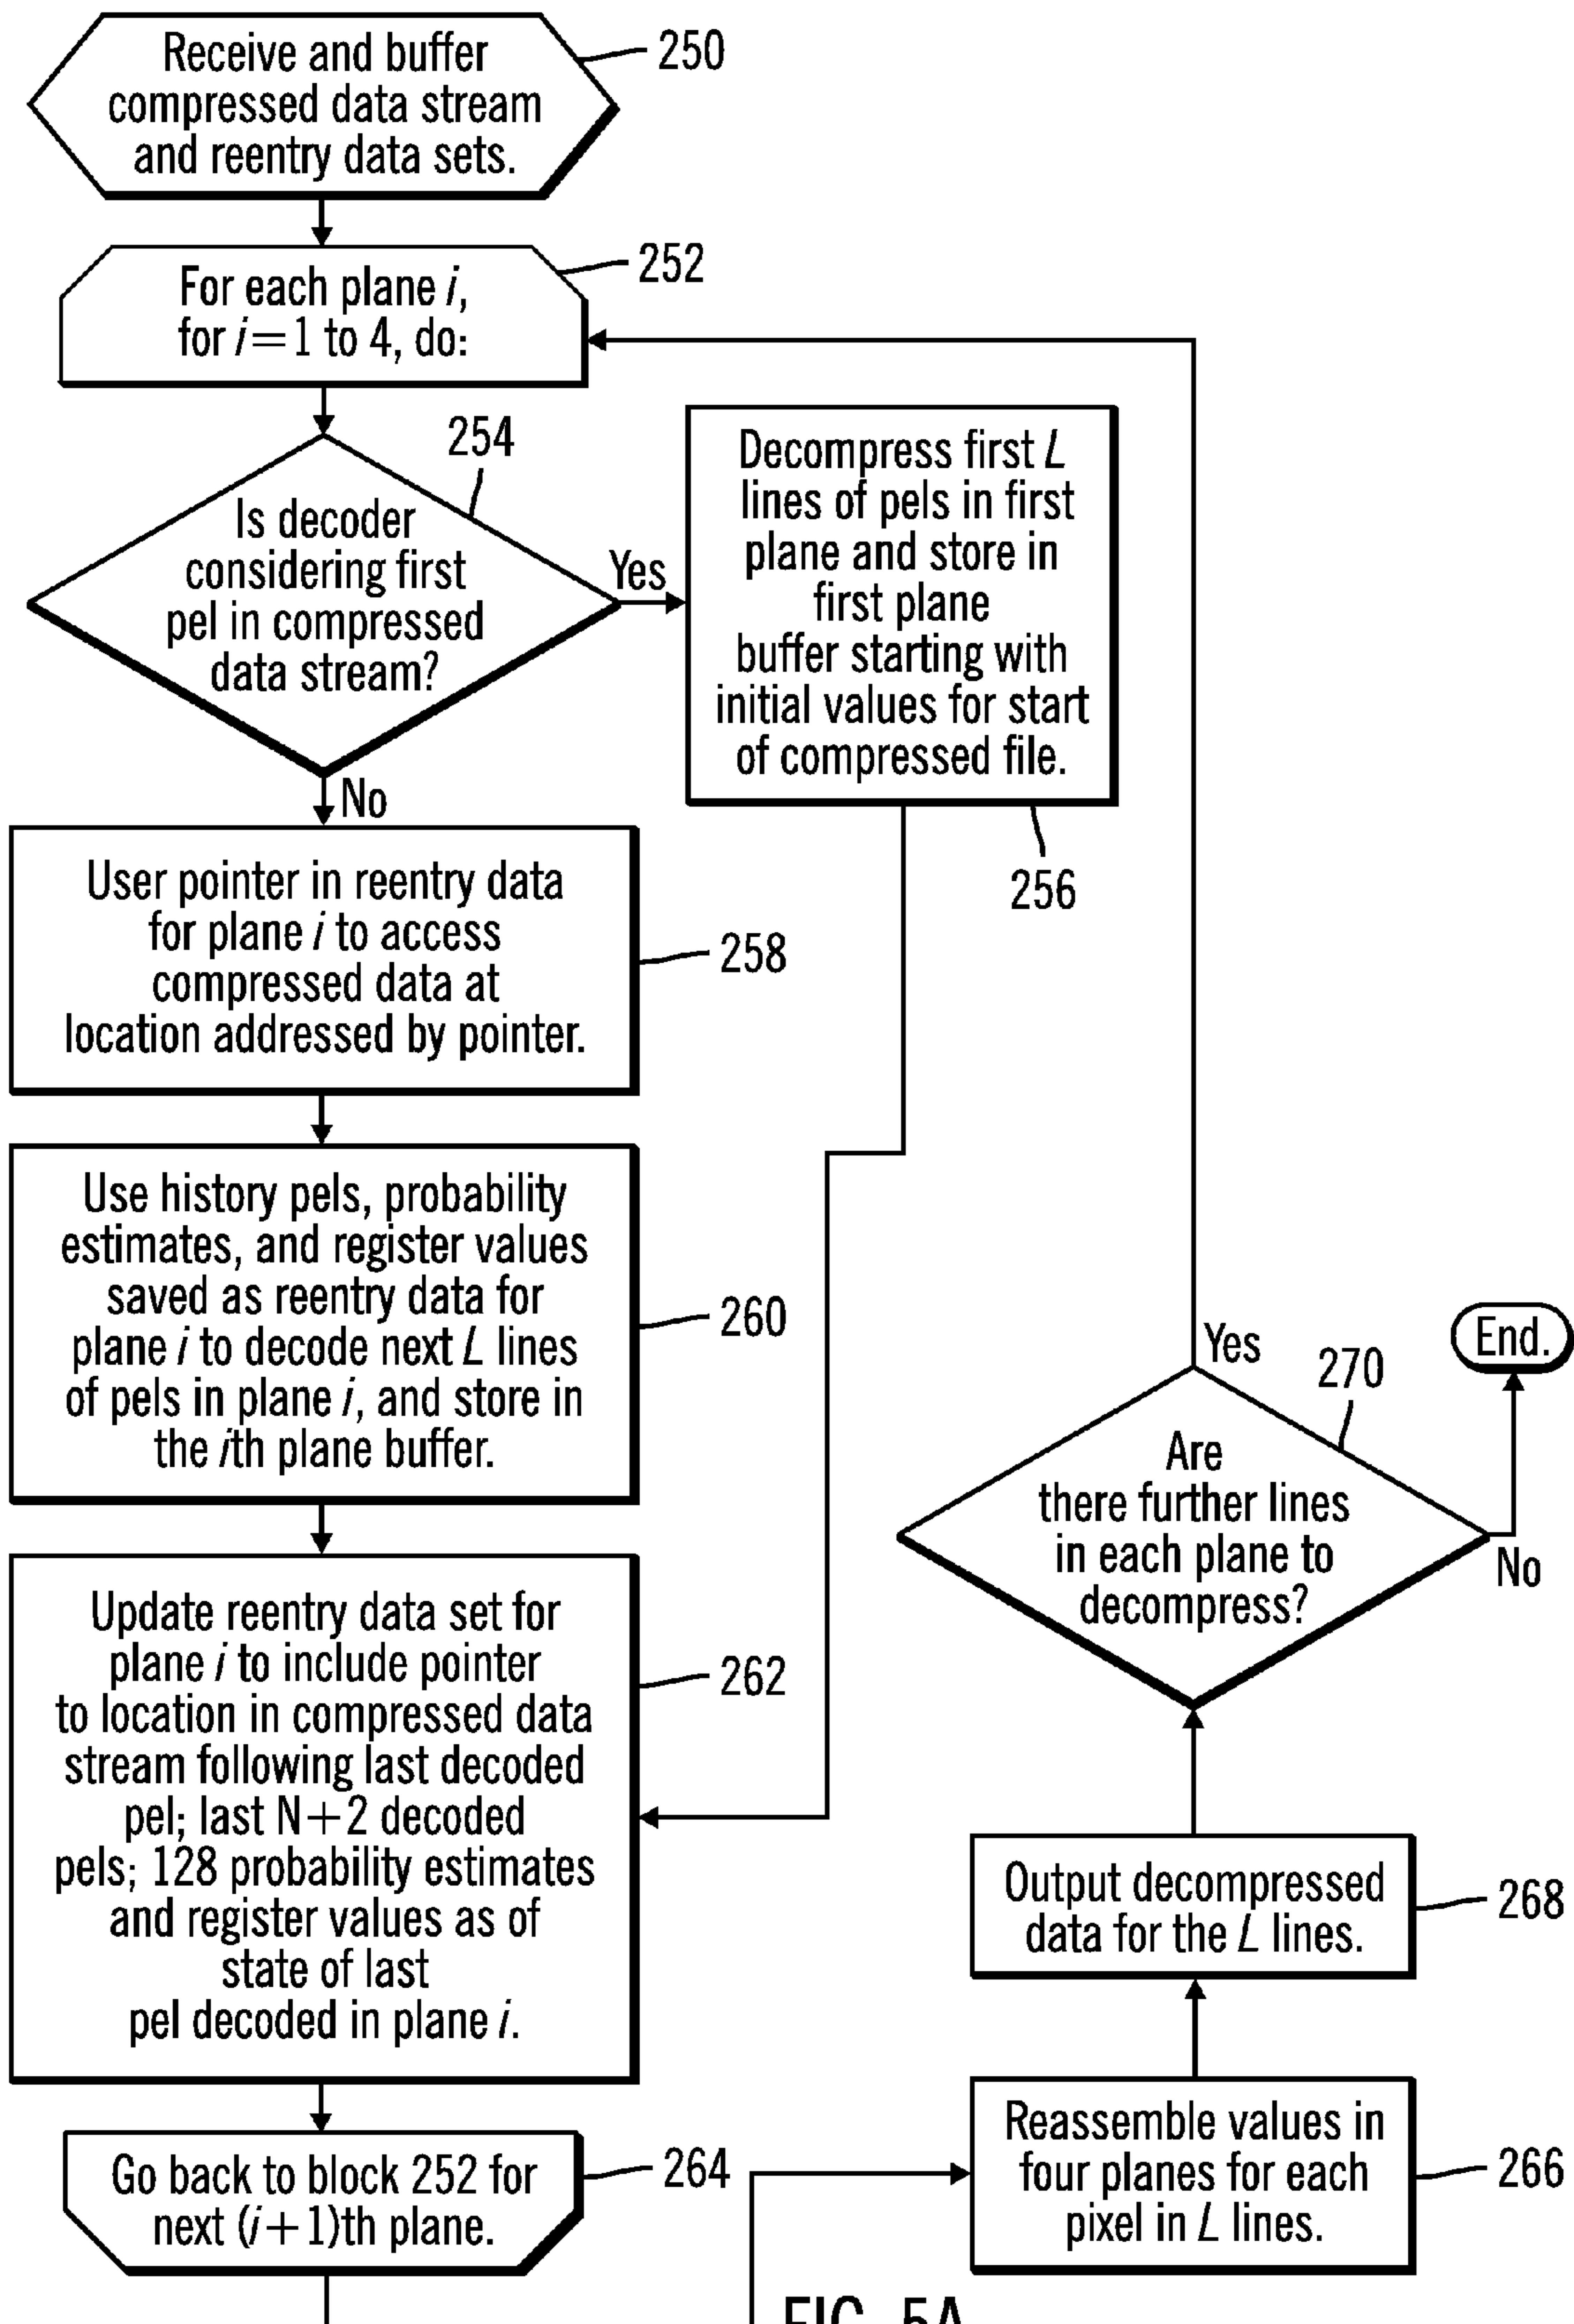 Receive and buffer
compressed data stream
and reentry data sets.
250
For each plane i,
for i=1 to 4, do:
252
Is decoder
considering first
pel in compressed
data stream?
254
Yes
No
Decompress first L
lines of pels in first
plane and store in
first plane
buffer starting with
initial values for start
of compressed file.
256
User pointer in reentry data
for plane i to access
compressed data at
location addressed by pointer.
258
Use history pels, probability
estimates, and register values
saved as reentry data for
plane i to decode next L lines
of pels in plane i, and store in
the ith plane buffer.
260
Update reentry data set for
plane i to include pointer
to location in compressed data
stream following last decoded
pel; last N+2 decoded
pels; 128 probability estimates
and register values as of
state of last
pel decoded in plane i.
262
Go back to block 252 for
next (i+1)th plane.
264
Reassemble values in
four planes for each
pixel in L lines.
266
Output decompressed
data for the L lines.
268
Are
there further lines
in each plane to
decompress?
270
Yes
No
End.
FIG. 5A